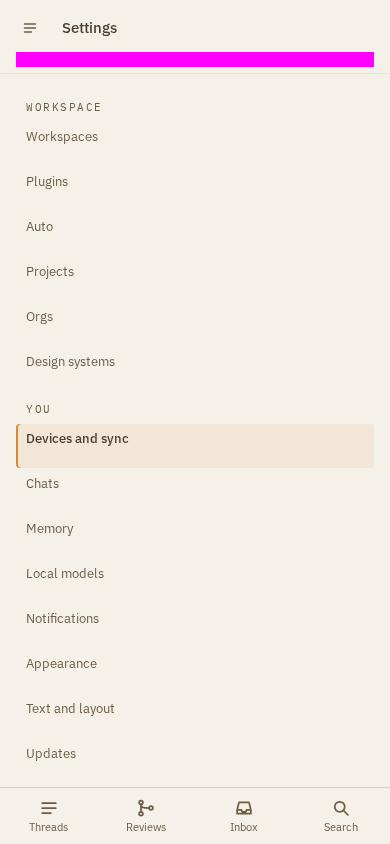 Settings
WORKSPACE
Workspaces
Plugins
Auto
Projects
Orgs
Design systems
YOU
Devices and sync
Chats
Memory
Local models
Notifications
Appearance
Text and layout
Updates
Threads
Reviews
Inbox
Search